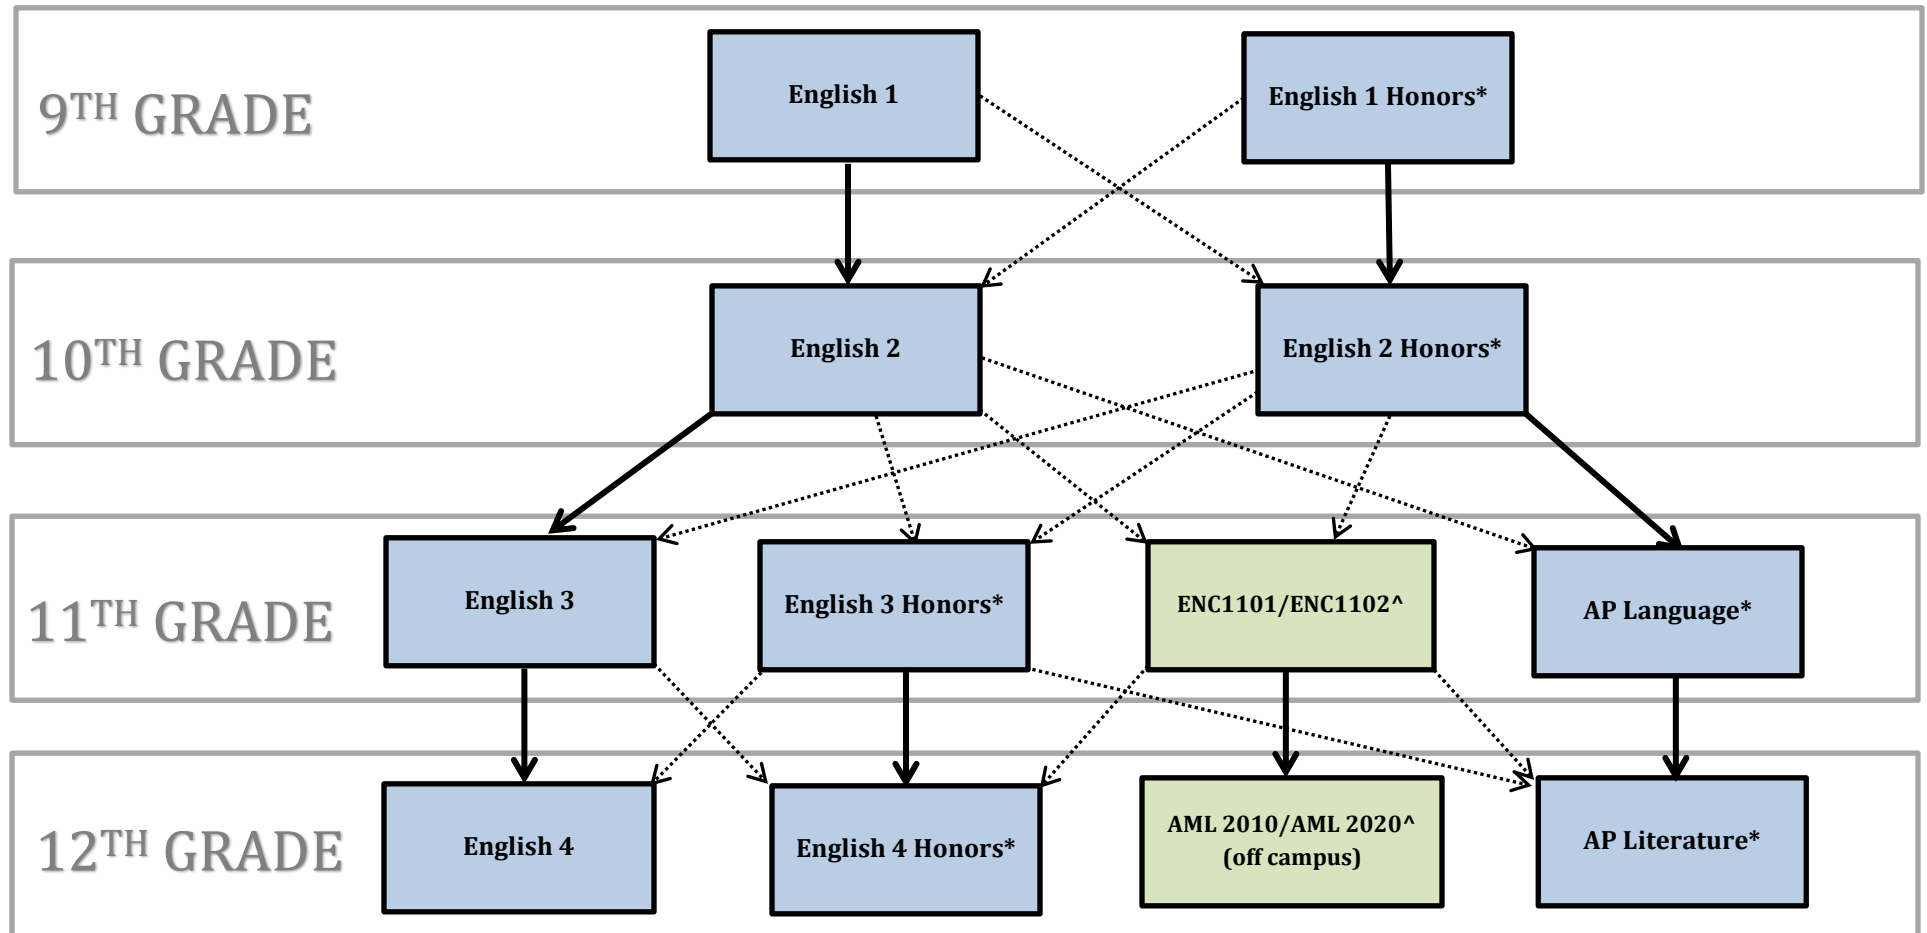 9TH GRADE
English 1
English 1 Honors*
10TH GRADE
English 2
English 2 Honors*
11TH GRADE
English 3
English 3 Honors*
ENC1101/ENC1102^
AP Language*
12TH GRADE
English 4
English 4 Honors*
AML 2010/AML 2020^
(off campus)
AP Literature*